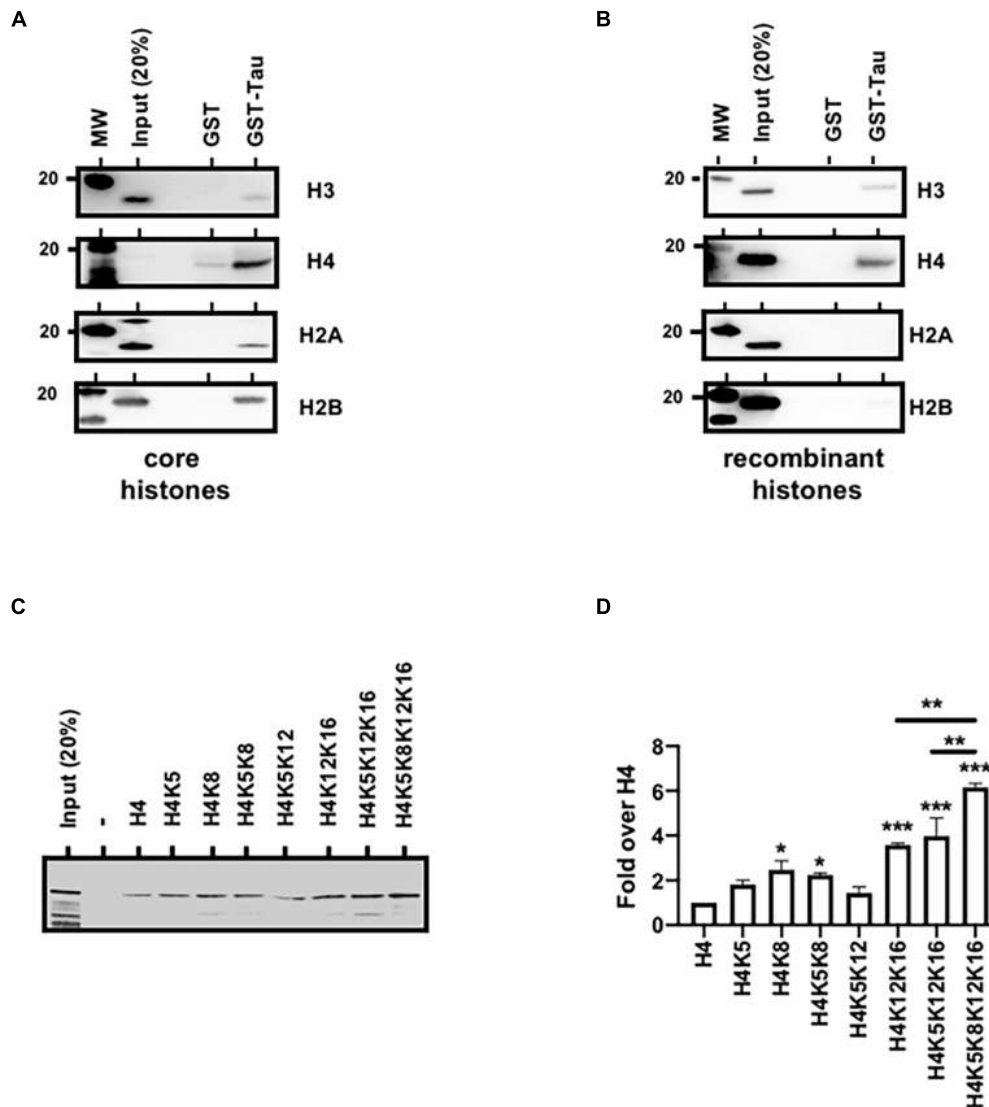 A
MW
Input (20%)
GST
GST-Tau
20
H3
20
H4
20
H2A
20
H2B
core
histones
B
MW
Input (20%)
GST
GST-Tau
20
H3
20
H4
20
H2A
20
H2B
recombinant
histones
C
Input (20%)
-
H4
H4K5
H4K8
H4K5K8
H4K5K12
H4K12K16
H4K5K12K16
H4K5K8K12K16
D
Fold over H4
8
6
4
2
0
*
*
***
***
***
**
**
H4
H4K5
H4K8
H4K5K8
H4K5K12
H4K12K16
H4K5K12K16
H4K5K8K12K16